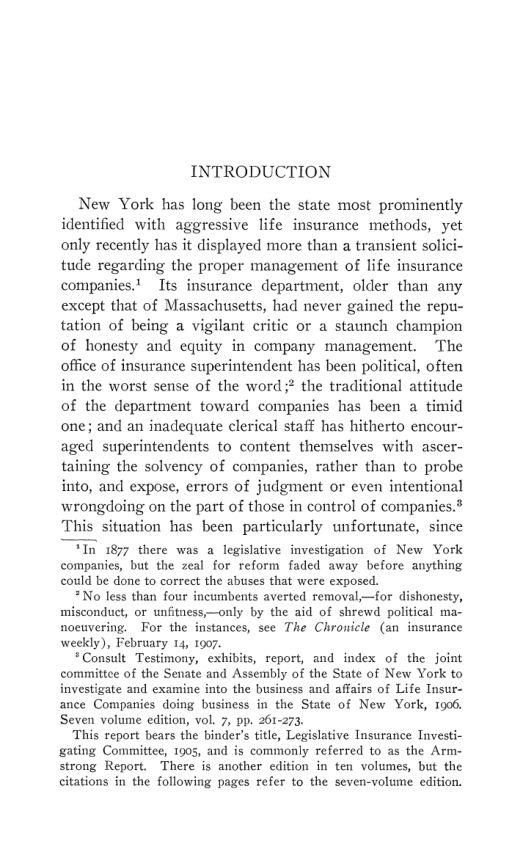 INTRODUCTION
New York has long been the state most prominently
identified with aggressive life insurance methods, yet
only recently has it displayed more than a transient solici-
tude regarding the proper management of life insurance
companies.¹ Its insurance department, older than any
except that of Massachusetts, had never gained the repu-
tation of being a vigilant critic or a staunch champion
of honesty and equity in company management. The
office of insurance superintendent has been political, often
in the worst sense of the word;² the traditional attitude
of the department toward companies has been a timid
one; and an inadequate clerical staff has hitherto encour-
aged superintendents to content themselves with ascer-
taining the solvency of companies, rather than to probe
into, and expose, errors of judgment or even intentional
wrongdoing on the part of those in control of companies.³
This situation has been particularly unfortunate, since
¹ In 1877 there was a legislative investigation of New York
companies, but the zeal for reform faded away before anything
could be done to correct the abuses that were exposed.
² No less than four incumbents averted removal,—for dishonesty,
misconduct, or unfitness,—only by the aid of shrewd political ma-
noeuvering. For the instances, see The Chronicle (an insurance
weekly), February 14, 1907.
³ Consult Testimony, exhibits, report, and index of the joint
committee of the Senate and Assembly of the State of New York to
investigate and examine into the business and affairs of Life Insur-
ance Companies doing business in the State of New York, 1906.
Seven volume edition, vol. 7, pp. 261-273.
This report bears the binder's title, Legislative Insurance Investi-
gating Committee, 1905, and is commonly referred to as the Arm-
strong Report. There is another edition in ten volumes, but the
citations in the following pages refer to the seven-volume edition.